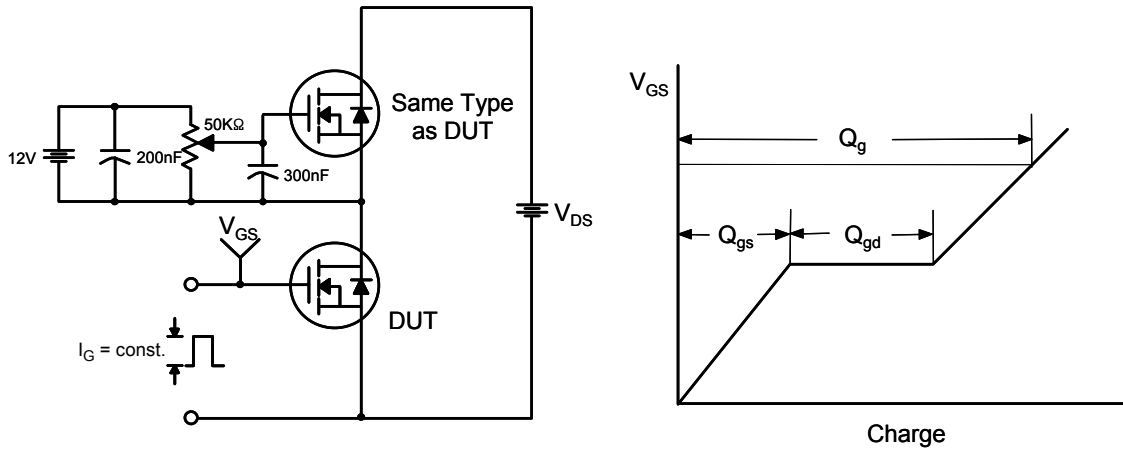 Same Type
as DUT
50KΩ
12V
200nF
300nF
V_DS
V_GS
DUT
I_G = const.
V_GS
Q_g
Q_gs
Q_gd
Charge